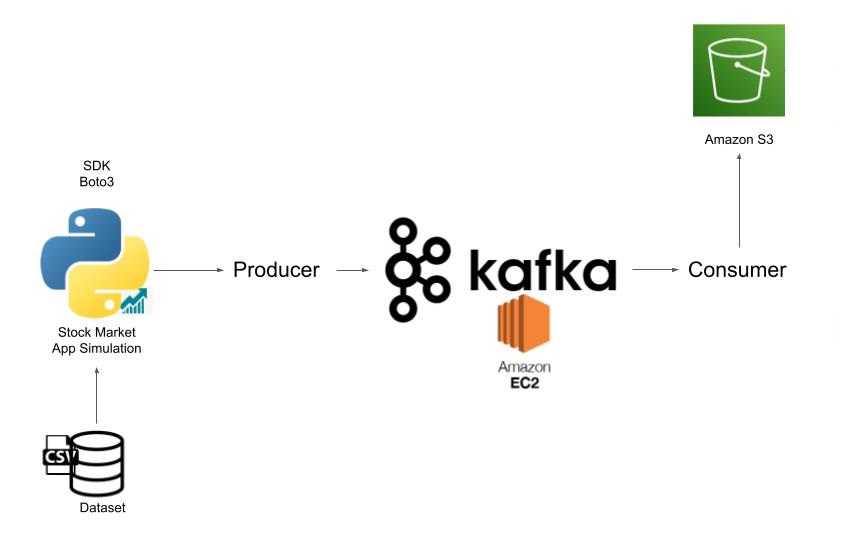 Amazon S3
SDK
Boto3
Producer
kafka
Consumer
Stock Market
App Simulation
Amazon
EC2
CSV
Dataset